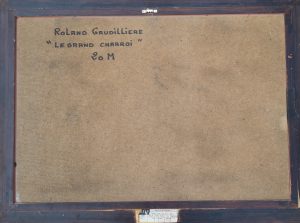 ROLAND GAUDILLIERE
"LE GRAND CHARROI"
20 M